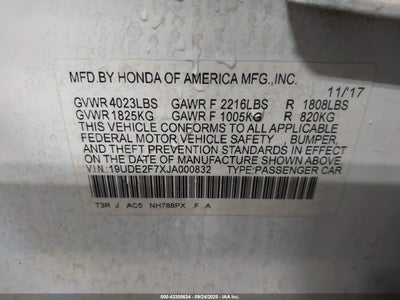 MFD.BY HONDA OF AMERICA MFG.,INC.
11/'17
GVWR 4023LBS GAWR F 2216LBS R 1808LBS
GVWR 1825KG GAWR F 1005KG R 820KG
THIS VEHICLE CONFORMS TO ALL APPLICABLE
FEDERAL MOTOR VEHICLE SAFETY , BUMPER,
AND THEFT PREVENTION STANDARDS IN EFFECT
ON THE DATE OF MANUFACTURE SHOWN ABOVE.
VIN:19UDE2F7XJA000832 TYPE:PASSENGER CAR
T3R J AC5 NH788PX F A
000-43300634 - 09/24/2025 - IAA Inc.